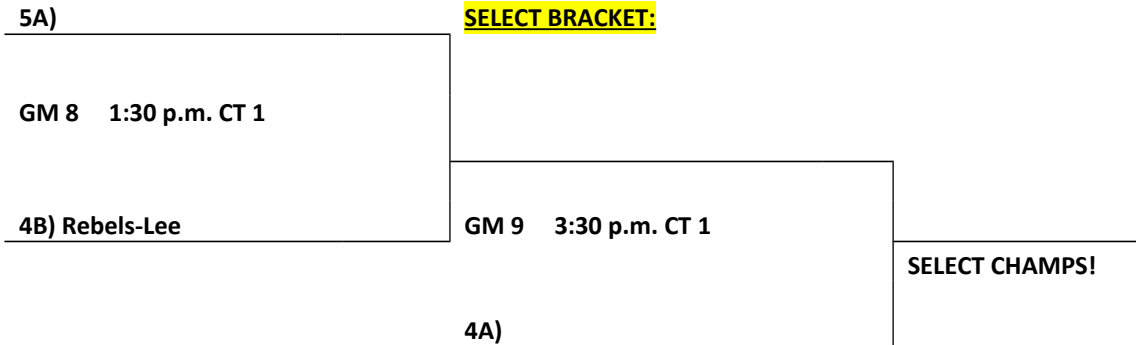 5A)
SELECT BRACKET:
GM 8 1:30 p.m. CT 1
4B) Rebels-Lee
GM 9 3:30 p.m. CT 1
SELECT CHAMPS!
4A)